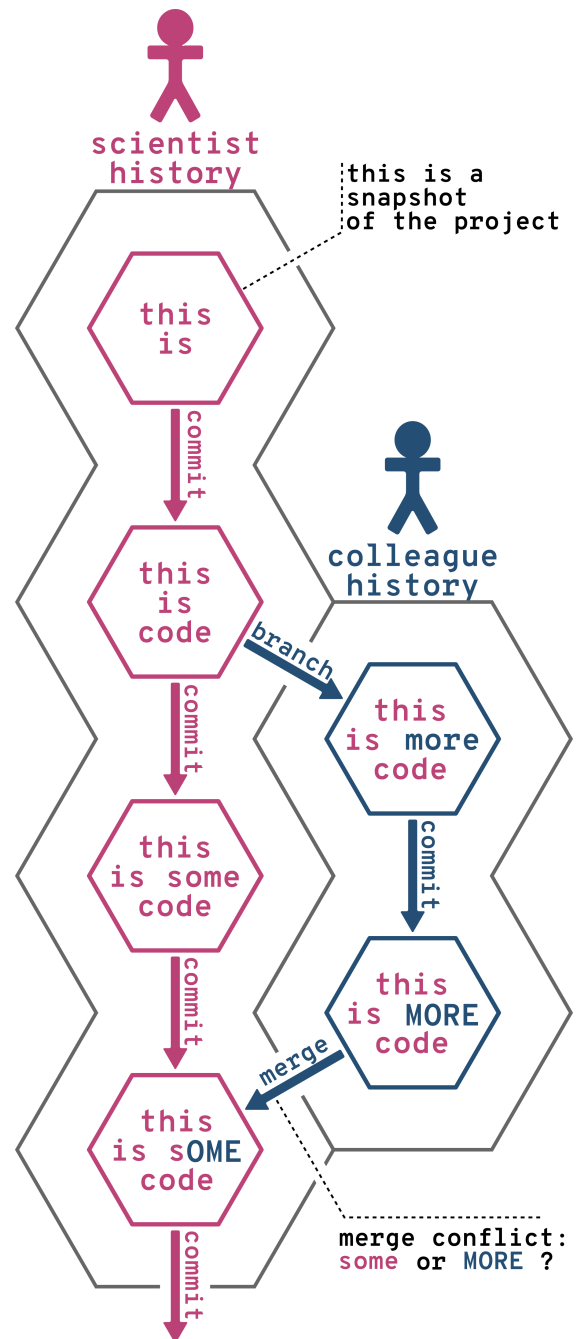 scientist
history
this is a
snapshot
of the project
this
is
commit
colleague
history
this
is
code
branch
commit
this
is more
code
commit
this
is some
code
commit
this
is MORE
code
merge
this
is sOME
code
merge conflict:
some or MORE ?
commit